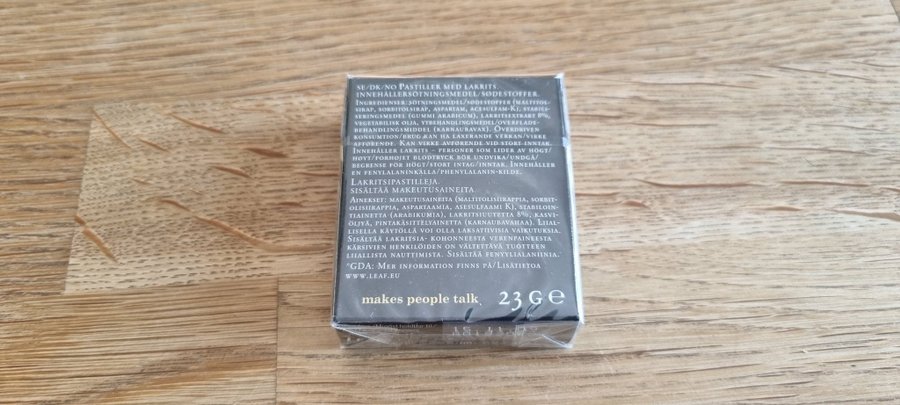 SE/DK/NO PASTILLER MED LAKRITS.
INNEHÅLLERSÖTNINGSMEDEL/SØDESTOFFER.
INGREDIENSER: SÖTNINGSMEDEL/SØDESTOFFER (MALTITOL-
SIRAP, SORBITOLSIRAP, ASPARTAM, ACESULFAM-K), STABILI-
SERINGSMEDEL (GUMMI ARABICUM), LAKRITSEXTRAKT 8%,
VEGETABILISK OLJA, YTBEHANDLINGSMEDEL/OVERFLADE-
BEHANDLINGSMIDDEL (KARNAUBAVAX). ÖVERDRIVEN
KONSUMTION/BRUG KAN HA LAXERANDE VERKAN/VIRKE
AFFØRENDE. KAN VIRKE AVFØRENDE VID STORT INNTAK.
INNEHÅLLER LAKRITS – PERSONER SOM LIDER AV HÖGT/
HØYT/FORHØJET BLODTRYCK BÖR UNDVIKA/UNDGÅ/
BEGRENSE FOR HÖGT/STORT INTAG/INNTAK. INNEHÅLLER
EN FENYLALANINKÄLLA/PHENYLALANIN-KILDE.
LAKRITSIPASTILLEJA
SISÄLTÄÄ MAKEUTUSAINEITA
AINEKSET: MAKEUTUSAINEITA (MALTITOLISIIRAPPIA, SORBIT-
OLISIIRAPPIA, ASPARTAAMIA, ASESULFAAMI K), STABILOIN-
TIAINETTA (ARABIKUMIA), LAKRITSIUUTETTA 8%, KASVI-
ÖLJYÄ, PINTAKÄSITTELYAINETTA (KARNAUBAVAHAA). LIIAL-
LISELLA KÄYTÖLLÄ VOI OLLA LAKSATIIVISIA VAIKUTUKSIA.
SISÄLTÄÄ LAKRITSIA- KOHONNEESTA VERENPAINEESTA
KÄRSIVIEN HENKILÖIDEN ON VÄLTETTÄVÄ TUOTTEEN
LIIALLISTA NAUTTIMISTA. SISÄLTÄÄ FENYYLIALANIINIA.
*GDA: MER INFORMATION FINNS PÅ/LISÄTIETOA
WWW.LEAF.EU
makes people talk 23 G e